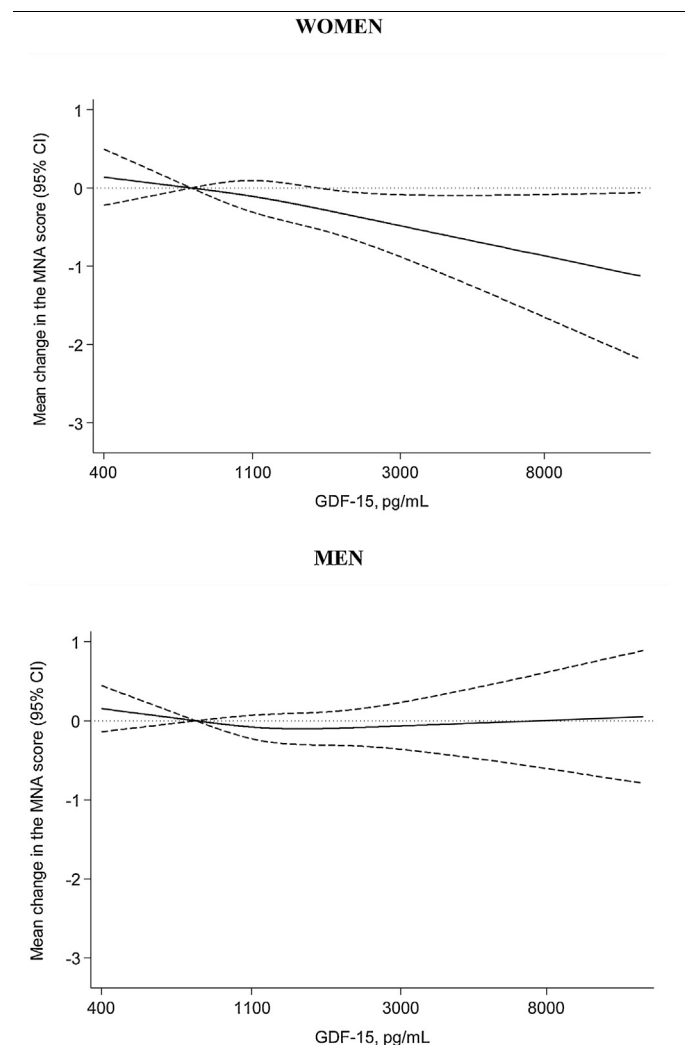 WOMEN
Mean change in the MNA score (95% CI)
1
0
-1
-2
-3
400 1100 3000 8000
GDF-15, pg/mL
MEN
Mean change in the MNA score (95% CI)
1
0
-1
-2
-3
400 1100 3000 8000
GDF-15, pg/mL